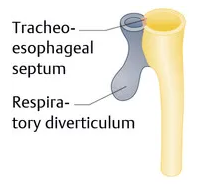 Tracheo-
esophageal
septum
Respira-
tory diverticulum